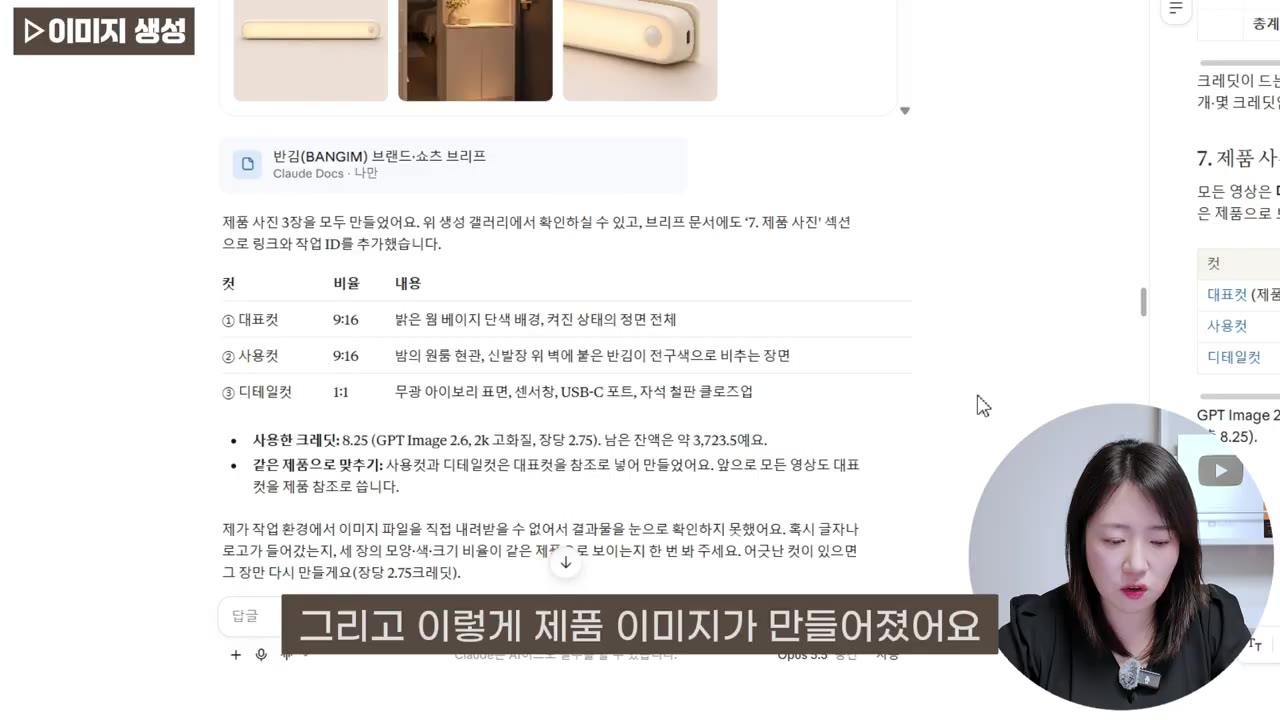 ▷이미지 생성
반김(BANGIM) 브랜드·쇼츠 브리프
Claude Docs · 나만
제품 사진 3장을 모두 만들었어요. 위 생성 갤러리에서 확인하실 수 있고, 브리프 문서에도 '7. 제품 사진' 섹션
으로 링크와 작업 ID를 추가했습니다.
컷 비율 내용
① 대표컷 9:16 밝은 웜 베이지 단색 배경, 켜진 상태의 정면 전체
② 사용컷 9:16 밤의 원룸 현관, 신발장 위 벽에 붙은 반김이 전구색으로 비추는 장면
③ 디테일컷 1:1 무광 아이보리 표면, 센서창, USB-C 포트, 자석 철판 클로즈업
• 사용한 크레딧: 8.25 (GPT Image 2.6, 2k 고화질, 장당 2.75). 남은 잔액은 약 3,723.5예요.
• 같은 제품으로 맞추기: 사용컷과 디테일컷은 대표컷을 참조로 넣어 만들었어요. 앞으로 모든 영상도 대표
컷을 제품 참조로 씁니다.
제가 작업 환경에서 이미지 파일을 직접 내려받을 수 없어서 결과물을 눈으로 확인하지 못했어요. 혹시 글자나
로고가 들어갔는지, 세 장의 모양·색·크기 비율이 같은 보이는지 한 번 봐 주세요. 어긋난 컷이 있으면
그 장만 다시 만들게요(장당 2.75크레딧).
답글
그리고 이렇게 제품 이미지가 만들어졌어요
총계
크레딧이 드는
개·몇
7. 제품 사
모든 영상은
은 제품으로
컷
대표컷 (제품
사용컷
디테일컷
GPT Image 2
8.25).